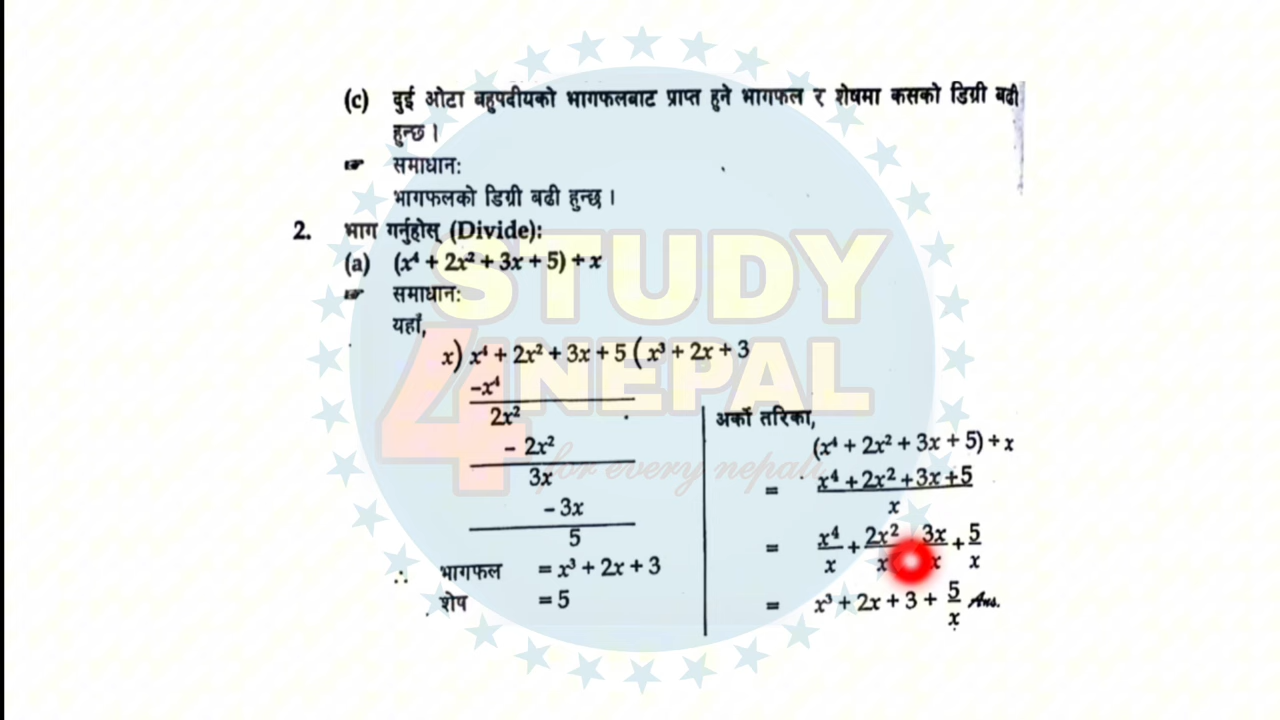 (c) दुई ओटा बहुपदीयको भागफलबाट प्राप्त हुने भागफल र शेषमा कसको डिग्री बढी
हुन्छ ।
☞ समाधानः
भागफलको डिग्री बढी हुन्छ ।
2. भाग गर्नुहोस् (Divide):
(a) (x⁴ + 2x² + 3x + 5) ÷ x
☞ समाधानः
यहाँ,
x) x⁴ + 2x² + 3x + 5 ( x³ + 2x + 3
−x⁴
2x²
− 2x²
3x
− 3x
5
∴ भागफल = x³ + 2x + 3
शेष = 5
अर्को तरिका,
(x⁴ + 2x² + 3x + 5) ÷ x
= x⁴ + 2x² + 3x + 5
x
= x⁴/x + 2x²/x 3x/x + 5/x
= x³ + 2x + 3 + 5/x Ans.
STUDY
4 NEPAL
for every nepali